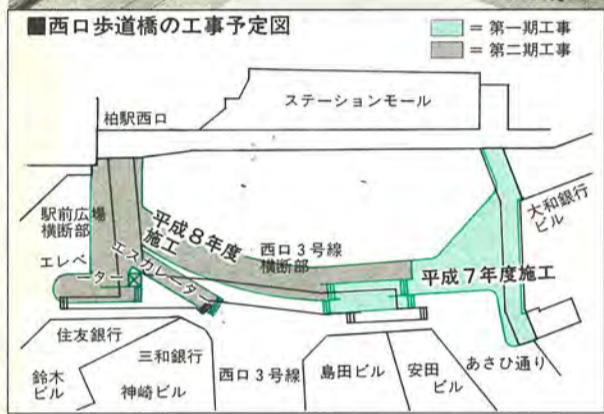 ■西口歩道橋の工事予定図
=第一期工事
=第二期工事
ステーションモール
柏駅西口
駅前広場
横断部
大和銀行
ビル
平成8年度
施工
エレベ
ーター
エスカレーター
西口3号線
横断部
平成7年度施工
住友銀行
三和銀行
鈴木
ビル
神崎ビル
西口3号線
島田ビル
安田
ビル
あさひ通り